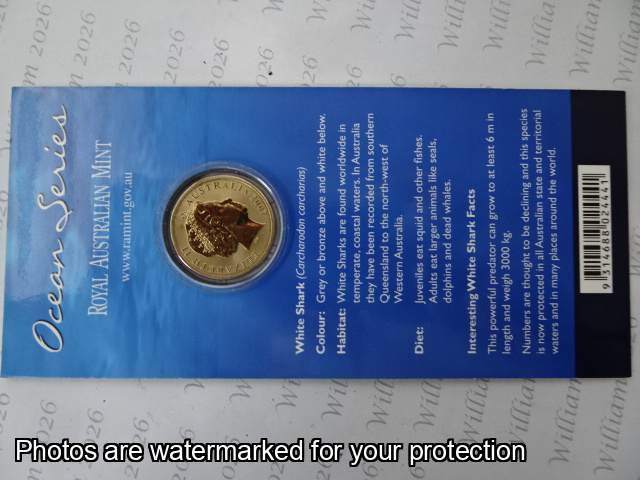 Ocean Series
ROYAL AUSTRALIAN MINT
www.ramint.gov.au
ELIZABETH II AUSTRALIA 2007
White Shark (Carcharodon carcharias)
Colour: Grey or bronze above and white below.
Habitat: White Sharks are found worldwide in
temperate, coastal waters. In Australia
they have been recorded from southern
Queensland to the north-west of
Western Australia.
Diet: Juveniles eat squid and other fishes.
Adults eat larger animals like seals,
dolphins and dead whales.
Interesting White Shark Facts
This powerful predator can grow to at least 6 m in
length and weigh 3000 kg.
Numbers are thought to be declining and this species
is now protected in all Australian state and territorial
waters and in many places around the world.
9 314688 024441
William 2026
Photos are watermarked for your protection